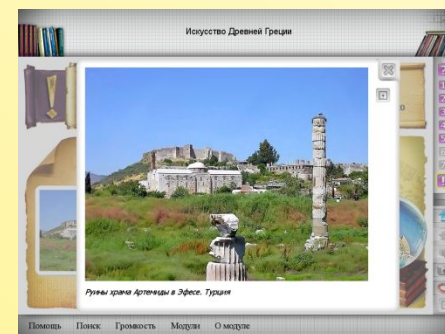 Искусство Древней Греции
Руины храма Артемиды в Эфесе. Турция
Помощь Поиск Громкость Модули О модуле